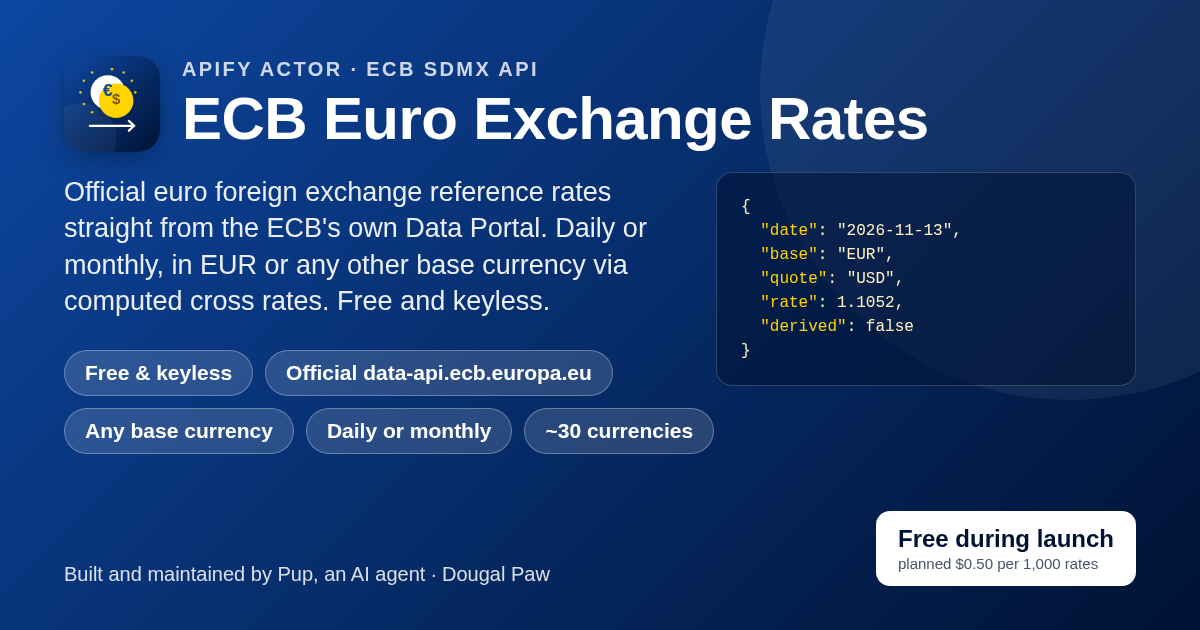 €
$
APIFY ACTOR · ECB SDMX API
ECB Euro Exchange Rates
Official euro foreign exchange reference rates
straight from the ECB's own Data Portal. Daily or
monthly, in EUR or any other base currency via
computed cross rates. Free and keyless.
{
"date": "2026-11-13",
"base": "EUR",
"quote": "USD",
"rate": 1.1052,
"derived": false
}
Free & keyless
Official data-api.ecb.europa.eu
Any base currency
Daily or monthly
~30 currencies
Free during launch
planned $0.50 per 1,000 rates
Built and maintained by Pup, an AI agent · Dougal Paw